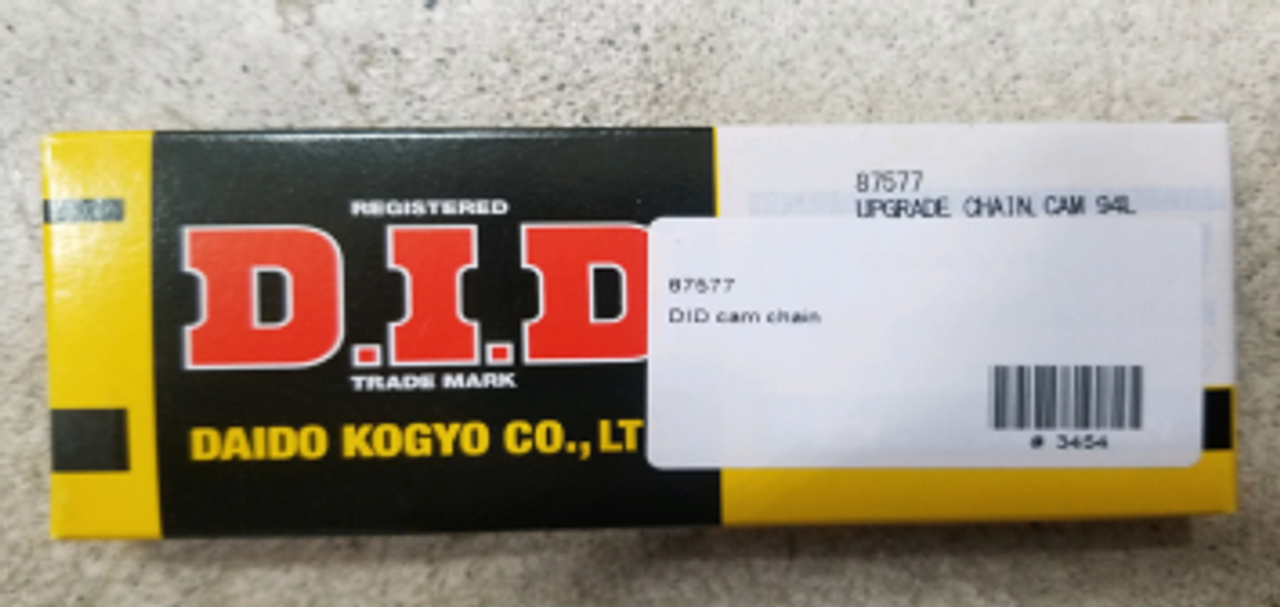 REGISTERED
D.I.D
TRADE MARK
DAIDO KOGYO CO., LT
87577
UPGRADE CHAIN, CAM 94L
87577
DID cam chain
# 3454